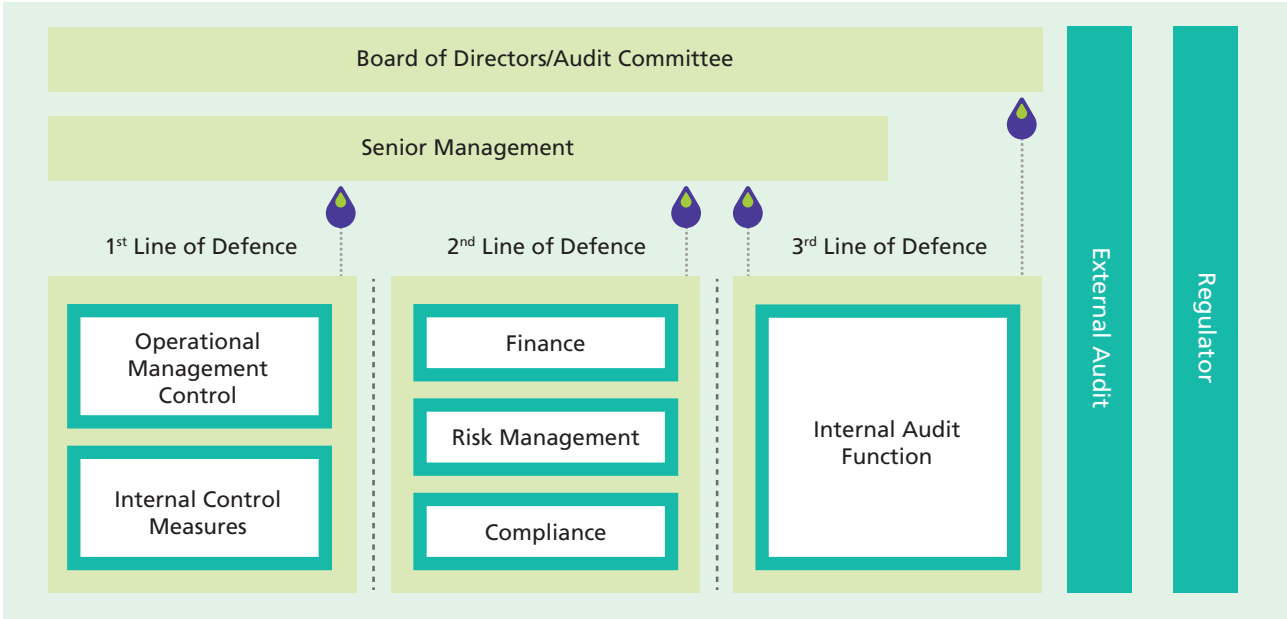 Board of Directors/Audit Committee
Senior Management
1st Line of Defence
2nd Line of Defence
3rd Line of Defence
Operational
Management
Control
Internal Control
Measures
Finance
Risk Management
Compliance
Internal Audit
Function
External Audit
Regulator